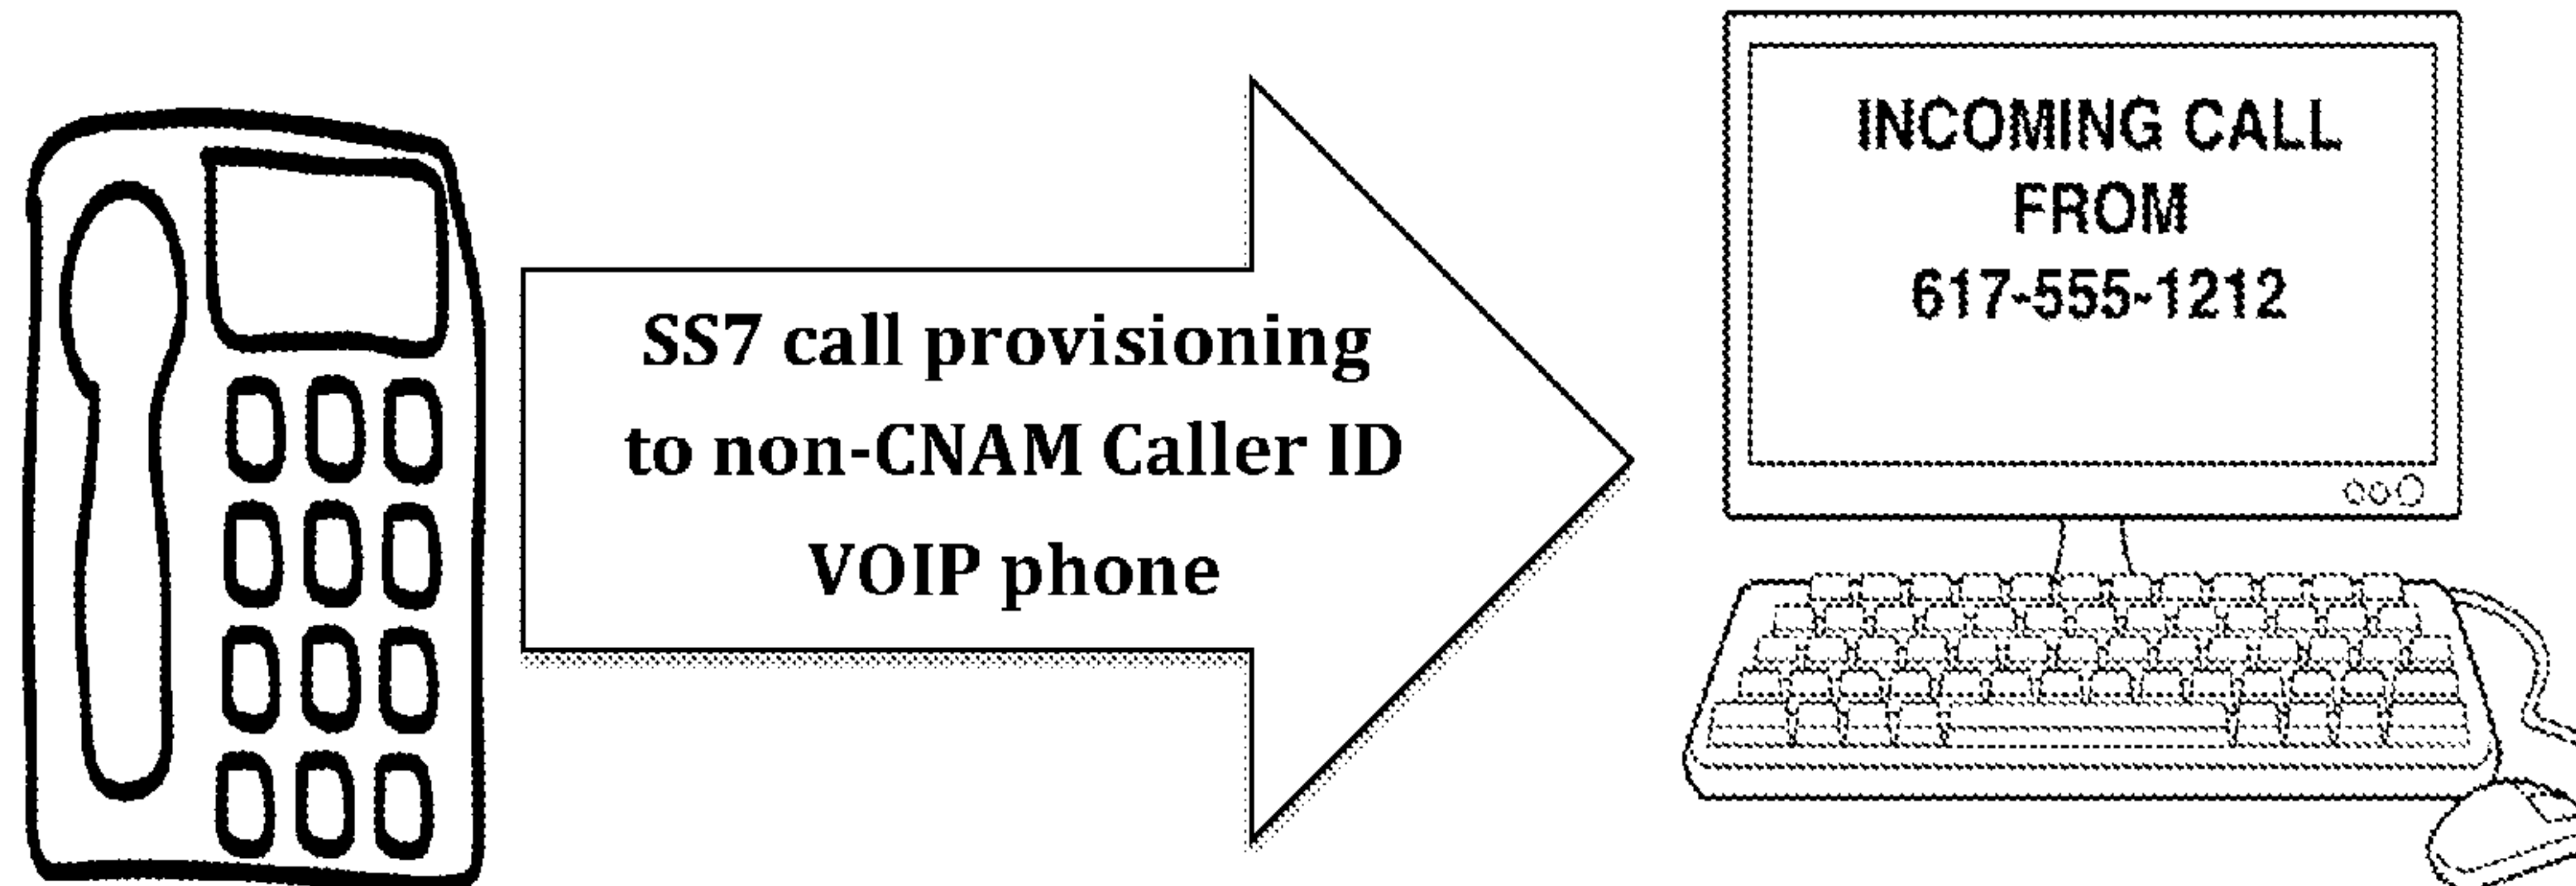 SS7 call provisioning
to non-CNAM Caller ID
VOIP phone
INCOMING CALL
FROM
617-555-1212